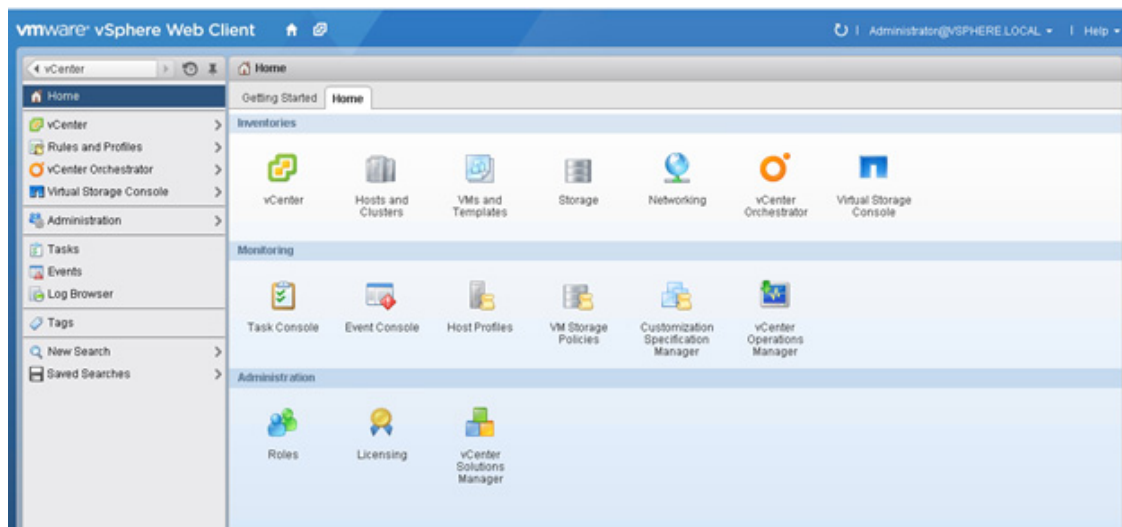 vmware® vSphere Web Client
Administrator@VSPHERE.LOCAL
Help
vCenter
Home
Home
Getting Started
Home
vCenter
Rules and Profiles
vCenter Orchestrator
Virtual Storage Console
Administration
Tasks
Events
Log Browser
Tags
New Search
Saved Searches
Inventories
vCenter
Hosts and
Clusters
VMs and
Templates
Storage
Networking
vCenter
Orchestrator
Virtual Storage
Console
Monitoring
Task Console
Event Console
Host Profiles
VM Storage
Policies
Customization
Specification
Manager
vCenter
Operations
Manager
Administration
Roles
Licensing
vCenter
Solutions
Manager